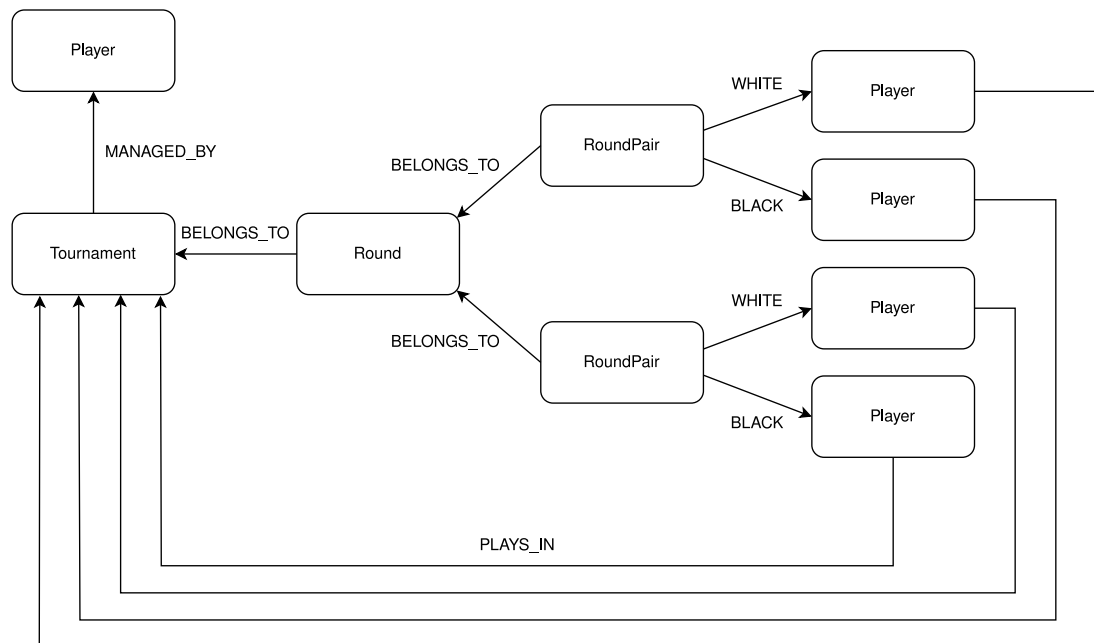 Player
WHITE
Player
RoundPair
MANAGED_BY
BELONGS_TO
BLACK
Player
Tournament
BELONGS_TO
Round
WHITE
Player
BELONGS_TO
RoundPair
BLACK
Player
PLAYS_IN